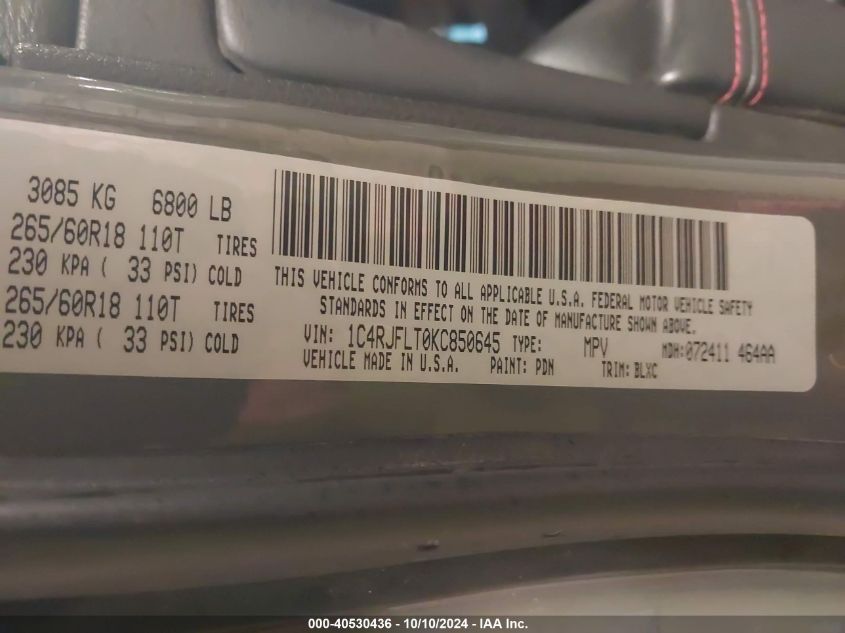 3085 KG 6800 LB
265/60R18 110T TIRES
230 KPA ( 33 PSI) COLD
265/60R18 110T TIRES
230 KPA ( 33 PSI) COLD
THIS VEHICLE CONFORMS TO ALL APPLICABLE U.S.A. FEDERAL MOTOR VEHICLE SAFETY
STANDARDS IN EFFECT ON THE DATE OF MANUFACTURE SHOWN ABOVE.
VIN: 1C4RJFLT0KC850645 TYPE: MPV MDH:072411 464AA
VEHICLE MADE IN U.S.A. PAINT: PDN TRIM: BLXC
000-40530436 - 10/10/2024 - IAA Inc.